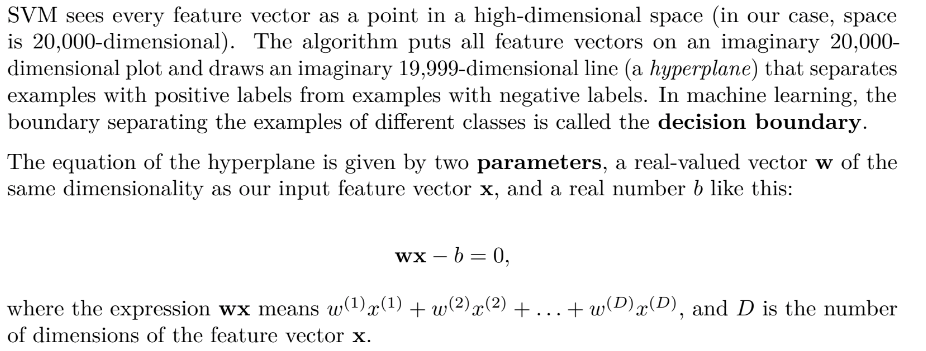 SVM sees every feature vector as a point in a high-dimensional space (in our case, space
is 20,000-dimensional). The algorithm puts all feature vectors on an imaginary 20,000-
dimensional plot and draws an imaginary 19,999-dimensional line (a hyperplane) that separates
examples with positive labels from examples with negative labels. In machine learning, the
boundary separating the examples of different classes is called the decision boundary.
The equation of the hyperplane is given by two parameters, a real-valued vector w of the
same dimensionality as our input feature vector x, and a real number b like this:
wx − b = 0,
where the expression wx means w⁽¹⁾x⁽¹⁾ + w⁽²⁾x⁽²⁾ + . . . + w⁽ᴰ⁾x⁽ᴰ⁾, and D is the number
of dimensions of the feature vector x.